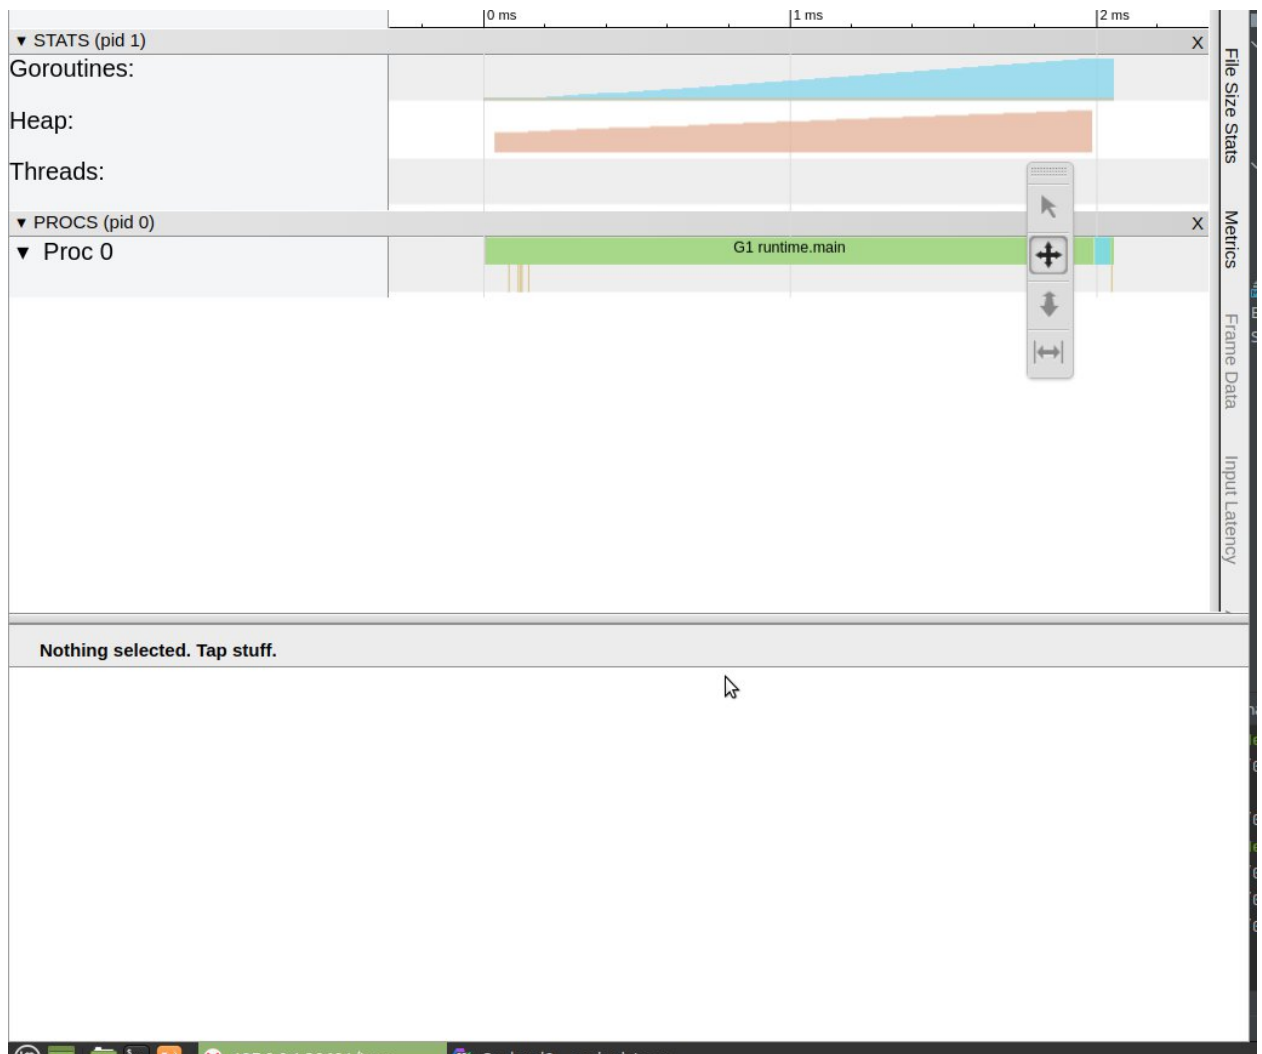 0 ms
1 ms
2 ms
▼ STATS (pid 1)
X
Goroutines:
Heap:
Threads:
▼ PROCS (pid 0)
X
▼ Proc 0
G1 runtime.main
File Size Stats
Metrics
Frame Data
Input Latency
Nothing selected. Tap stuff.